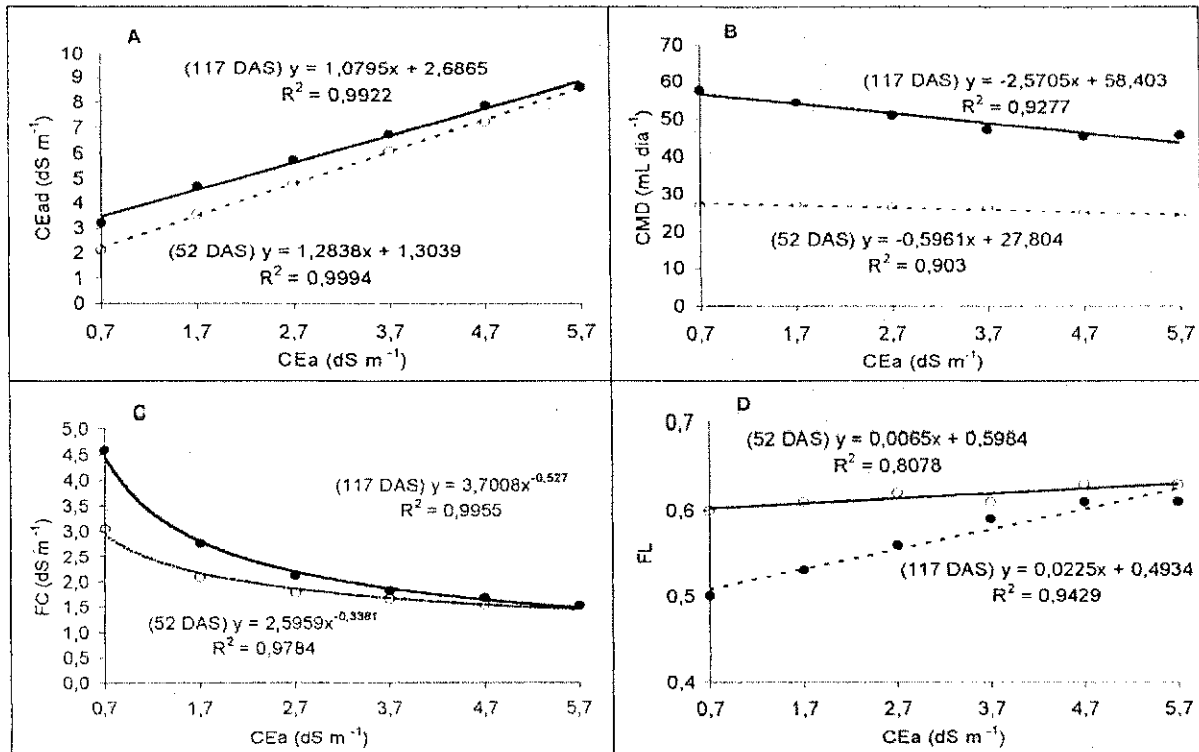 A
10
9
8
7
6
5
4
3
2
1
0
CEad (dS m⁻¹)
(117 DAS) y = 1,0795x + 2,6865
R² = 0,9922
(52 DAS) y = 1,2838x + 1,3039
R² = 0,9994
0,7 1,7 2,7 3,7 4,7 5,7
CEa (dS m⁻¹)
B
70
60
50
40
30
20
10
0
CMD (mL dia⁻¹)
(117 DAS) y = -2,5705x + 58,403
R² = 0,9277
(52 DAS) y = -0,5961x + 27,804
R² = 0,903
0,7 1,7 2,7 3,7 4,7 5,7
CEa (dS m⁻¹)
C
5,0
4,5
4,0
3,5
3,0
2,5
2,0
1,5
1,0
0,5
0,0
FC (dS m⁻¹)
(117 DAS) y = 3,7008x⁻⁰,⁵²⁷
R² = 0,9955
(52 DAS) y = 2,5959x⁻⁰,³³⁸¹
R² = 0,9784
0,7 1,7 2,7 3,7 4,7 5,7
CEa (dS m⁻¹)
D
0,7
0,6
0,5
0,4
FL
(52 DAS) y = 0,0065x + 0,5984
R² = 0,8078
(117 DAS) y = 0,0225x + 0,4934
R² = 0,9429
0,7 1,7 2,7 3,7 4,7 5,7
CEa (dS m⁻¹)